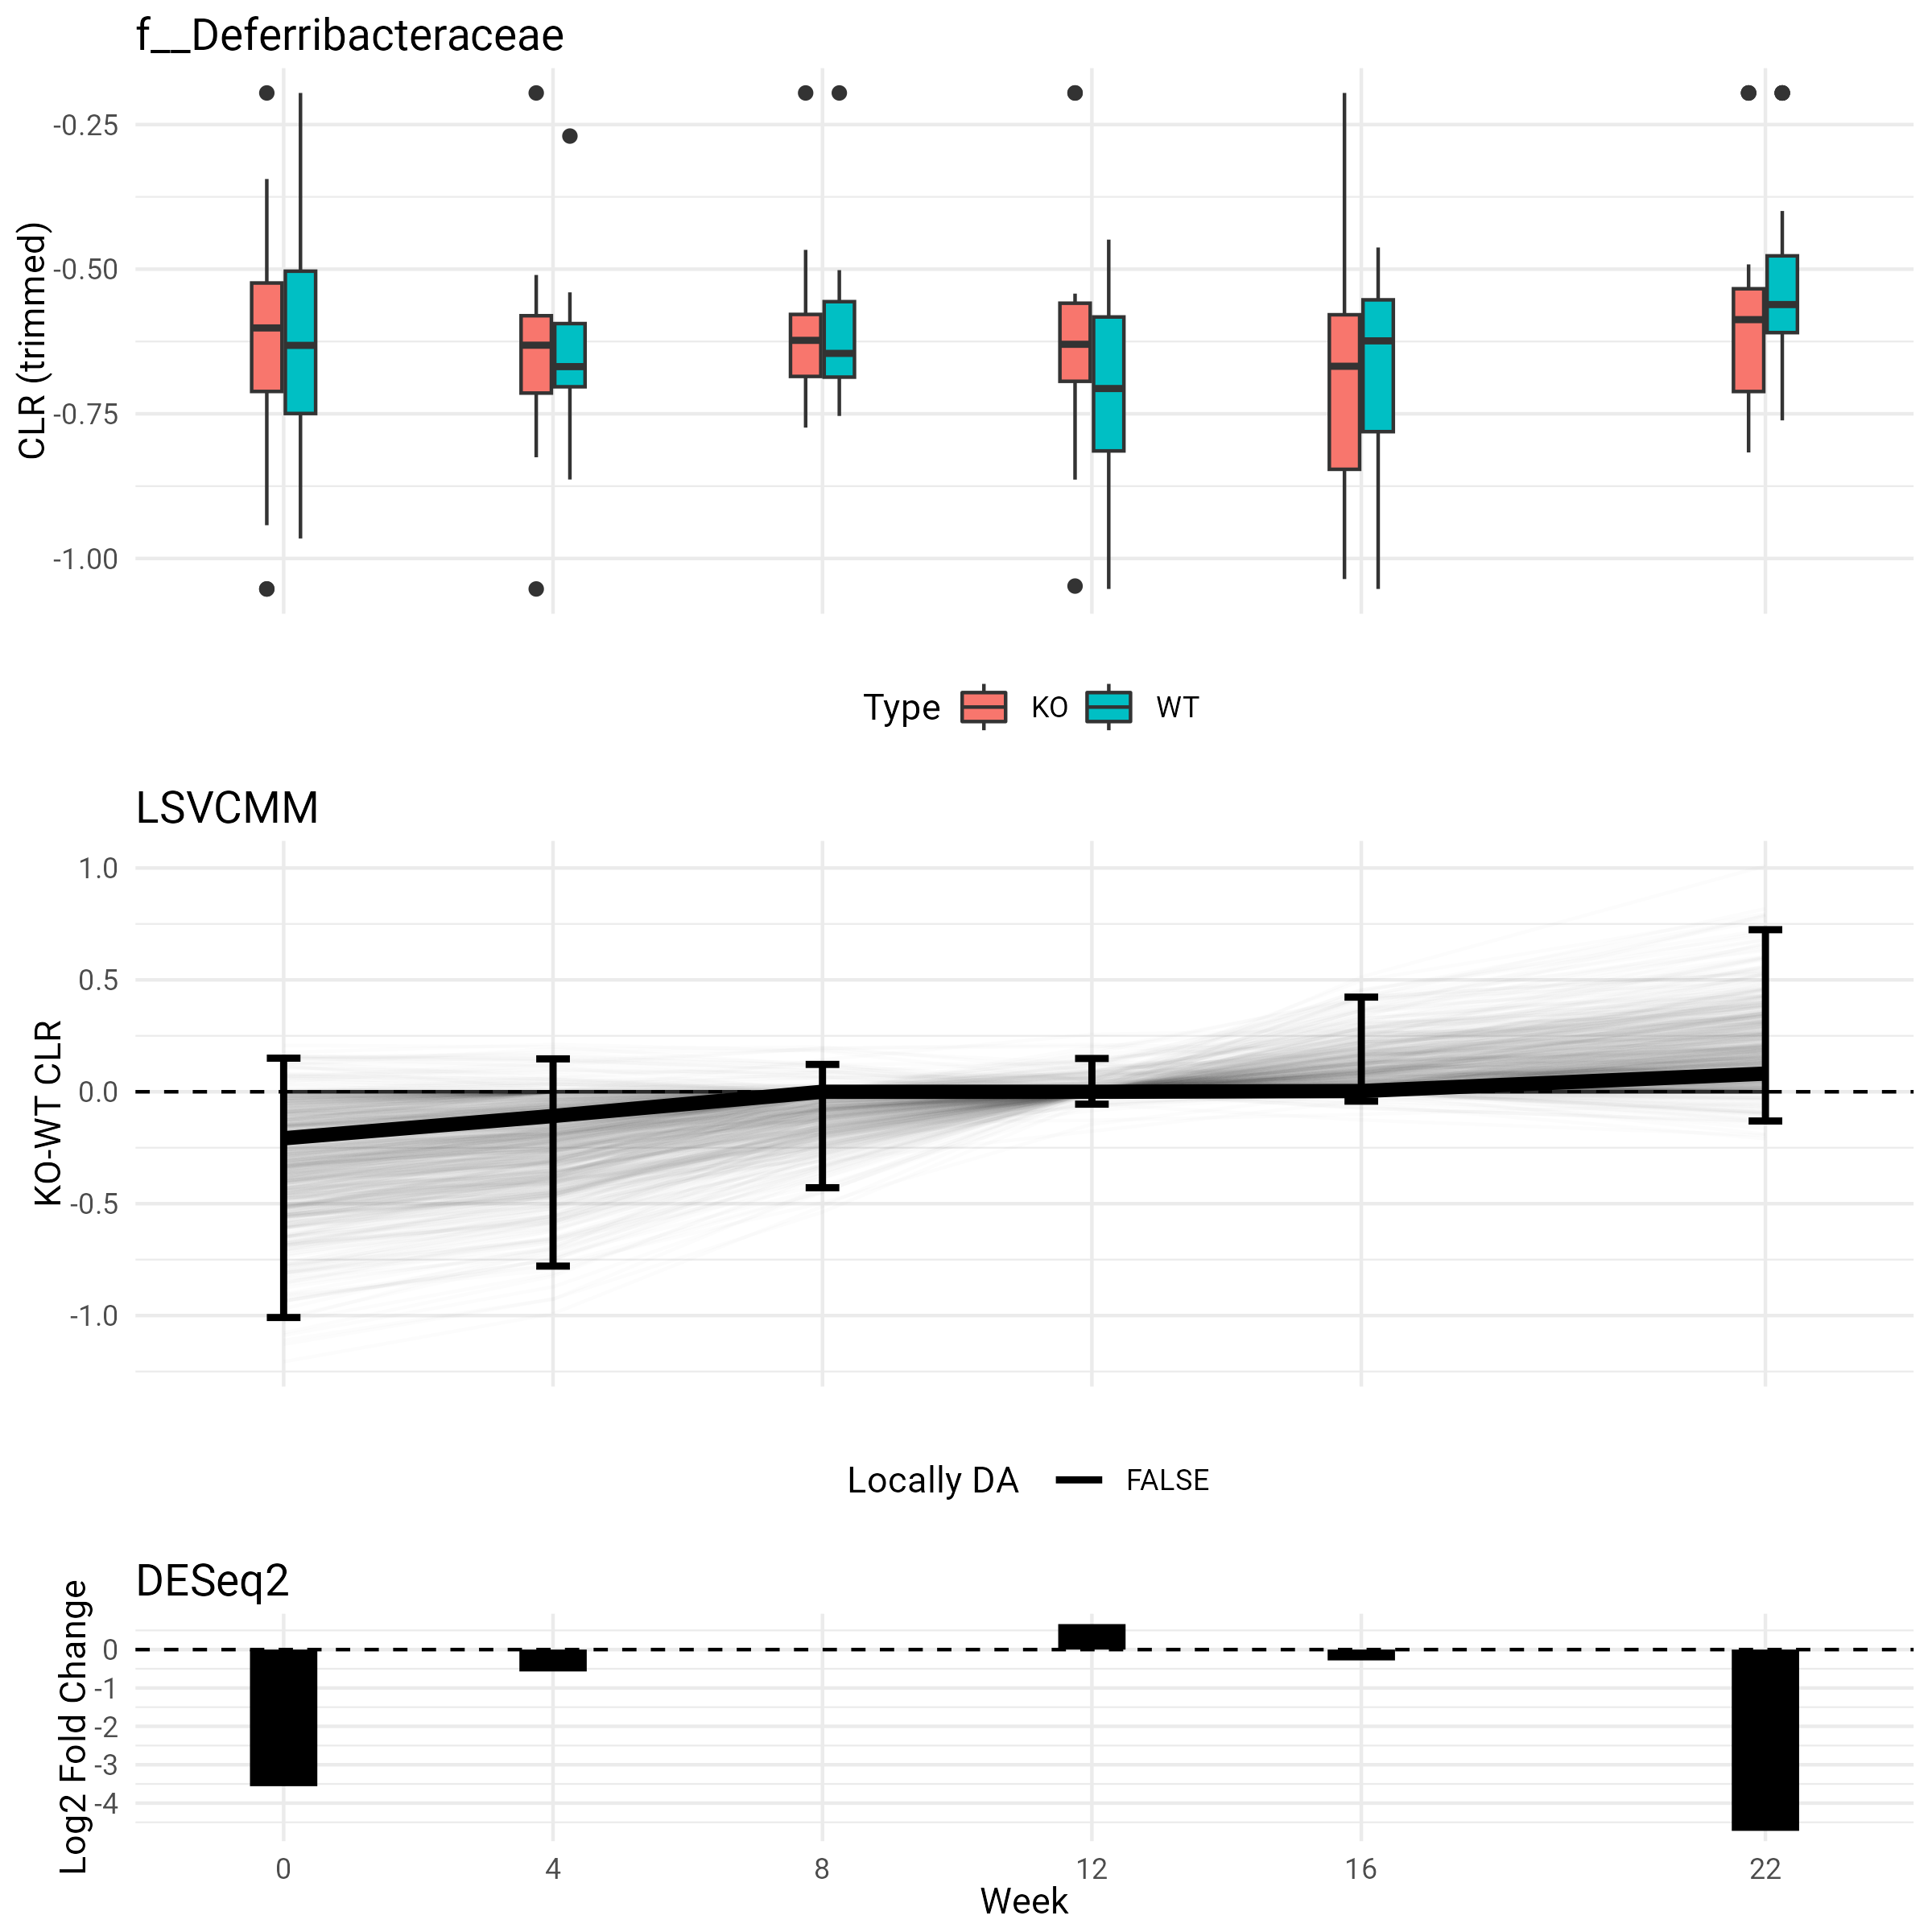 f__Deferribacteraceae
CLR (trimmed)
-0.25
-0.50
-0.75
-1.00
Type KO WT
LSVCMM
KO-WT CLR
1.0
0.5
0.0
-0.5
-1.0
Locally DA FALSE
DESeq2
Log2 Fold Change
0
-1
-2
-3
-4
0 4 8 12 16 22
Week